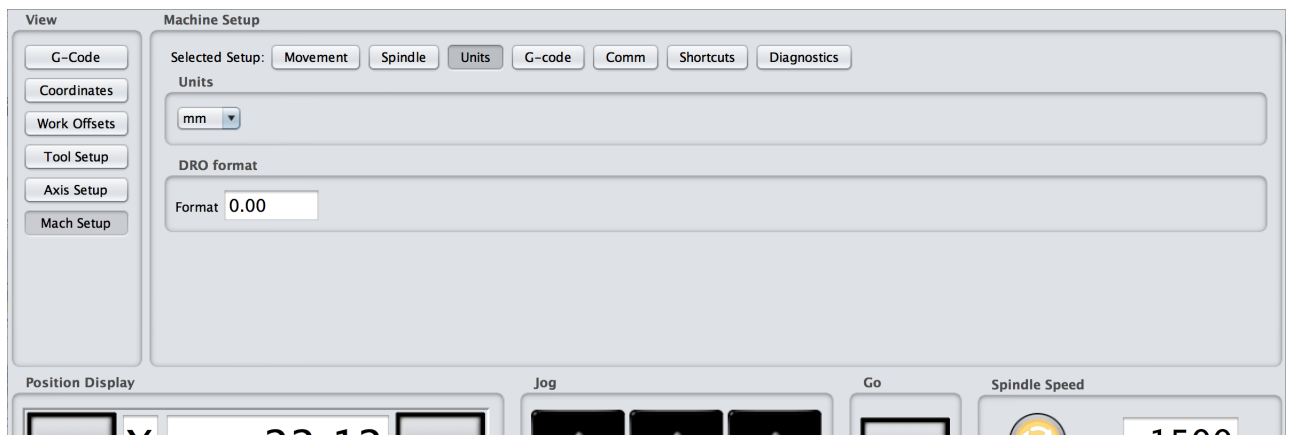 View
Machine Setup
G-Code
Selected Setup: Movement Spindle Units G-code Comm Shortcuts Diagnostics
Units
Coordinates
Work Offsets
mm
Tool Setup
DRO format
Axis Setup
Format 0.00
Mach Setup
Position Display
Jog
Go
Spindle Speed